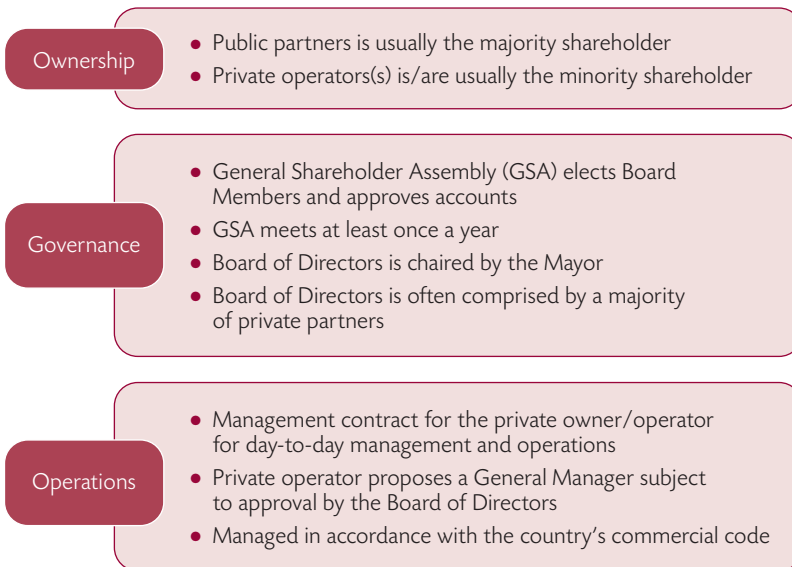 Ownership
● Public partners is usually the majority shareholder
● Private operators(s) is/are usually the minority shareholder
Governance
● General Shareholder Assembly (GSA) elects Board
Members and approves accounts
● GSA meets at least once a year
● Board of Directors is chaired by the Mayor
● Board of Directors is often comprised by a majority
of private partners
Operations
● Management contract for the private owner/operator
for day-to-day management and operations
● Private operator proposes a General Manager subject
to approval by the Board of Directors
● Managed in accordance with the country's commercial code